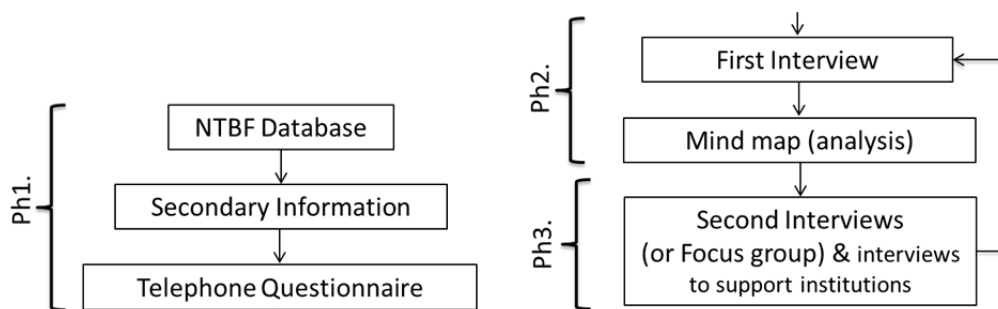 Ph1.
NTBF Database
Secondary Information
Telephone Questionnaire
Ph2.
First Interview
Mind map (analysis)
Ph3.
Second Interviews
(or Focus group) & interviews
to support institutions